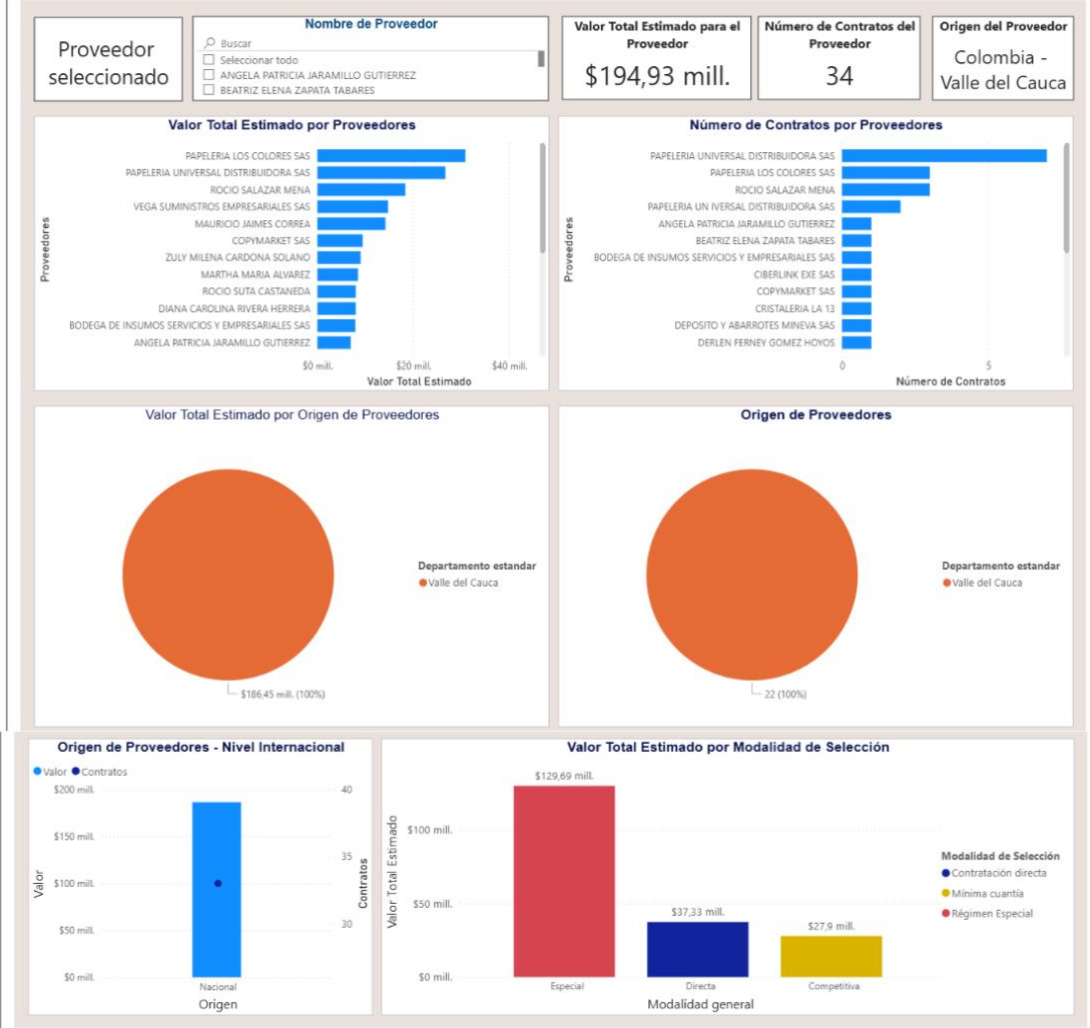 Proveedor
seleccionado
Nombre de Proveedor
Buscar
Seleccionar todo
ANGELA PATRICIA JARAMILLO GUTIERREZ
BEATRIZ ELENA ZAPATA TABARES
Valor Total Estimado para el
Proveedor
$194,93 mill.
Número de Contratos del
Proveedor
34
Origen del Proveedor
Colombia -
Valle del Cauca
Valor Total Estimado por Proveedores
Proveedores
PAPELERIA LOS COLORES SAS
PAPELERIA UNIVERSAL DISTRIBUIDORA SAS
ROCIO SALAZAR MENA
VEGA SUMINISTROS EMPRESARIALES SAS
MAURICIO JAIMES CORREA
COPYMARKET SAS
ZULY MILENA CARDONA SOLANO
MARTHA MARIA ALVAREZ
ROCIO SUTA CASTANEDA
DIANA CAROLINA RIVERA HERRERA
BODEGA DE INSUMOS SERVICIOS Y EMPRESARIALES SAS
ANGELA PATRICIA JARAMILLO GUTIERREZ
$0 mill. $20 mill. $40 mill.
Valor Total Estimado
Número de Contratos por Proveedores
Proveedores
PAPELERIA UNIVERSAL DISTRIBUIDORA SAS
PAPELERIA LOS COLORES SAS
ROCIO SALAZAR MENA
PAPELERIA UN IVERSAL DISTRIBUIDORA SAS
ANGELA PATRICIA JARAMILLO GUTIERREZ
BEATRIZ ELENA ZAPATA TABARES
BODEGA DE INSUMOS SERVICIOS Y EMPRESARIALES SAS
CIBERLINK EXE SAS
COPYMARKET SAS
CRISTALERIA LA 13
DEPOSITO Y ABARROTES MINEVA SAS
DERLEN FERNEY GOMEZ HOYOS
0 5
Número de Contratos
Valor Total Estimado por Origen de Proveedores
Departamento estandar
Valle del Cauca
$186,45 mill. (100%)
Origen de Proveedores
Departamento estandar
Valle del Cauca
22 (100%)
Origen de Proveedores - Nivel Internacional
Valor Contratos
Valor
$200 mill.
$150 mill.
$100 mill.
$50 mill.
$0 mill.
40
35
30
Contratos
Nacional
Origen
Valor Total Estimado por Modalidad de Selección
Valor Total Estimado
$100 mill.
$50 mill.
$0 mill.
$129,69 mill.
$37,33 mill.
$27,9 mill.
Especial Directa Competitiva
Modalidad general
Modalidad de Selección
Contratación directa
Mínima cuantía
Régimen Especial